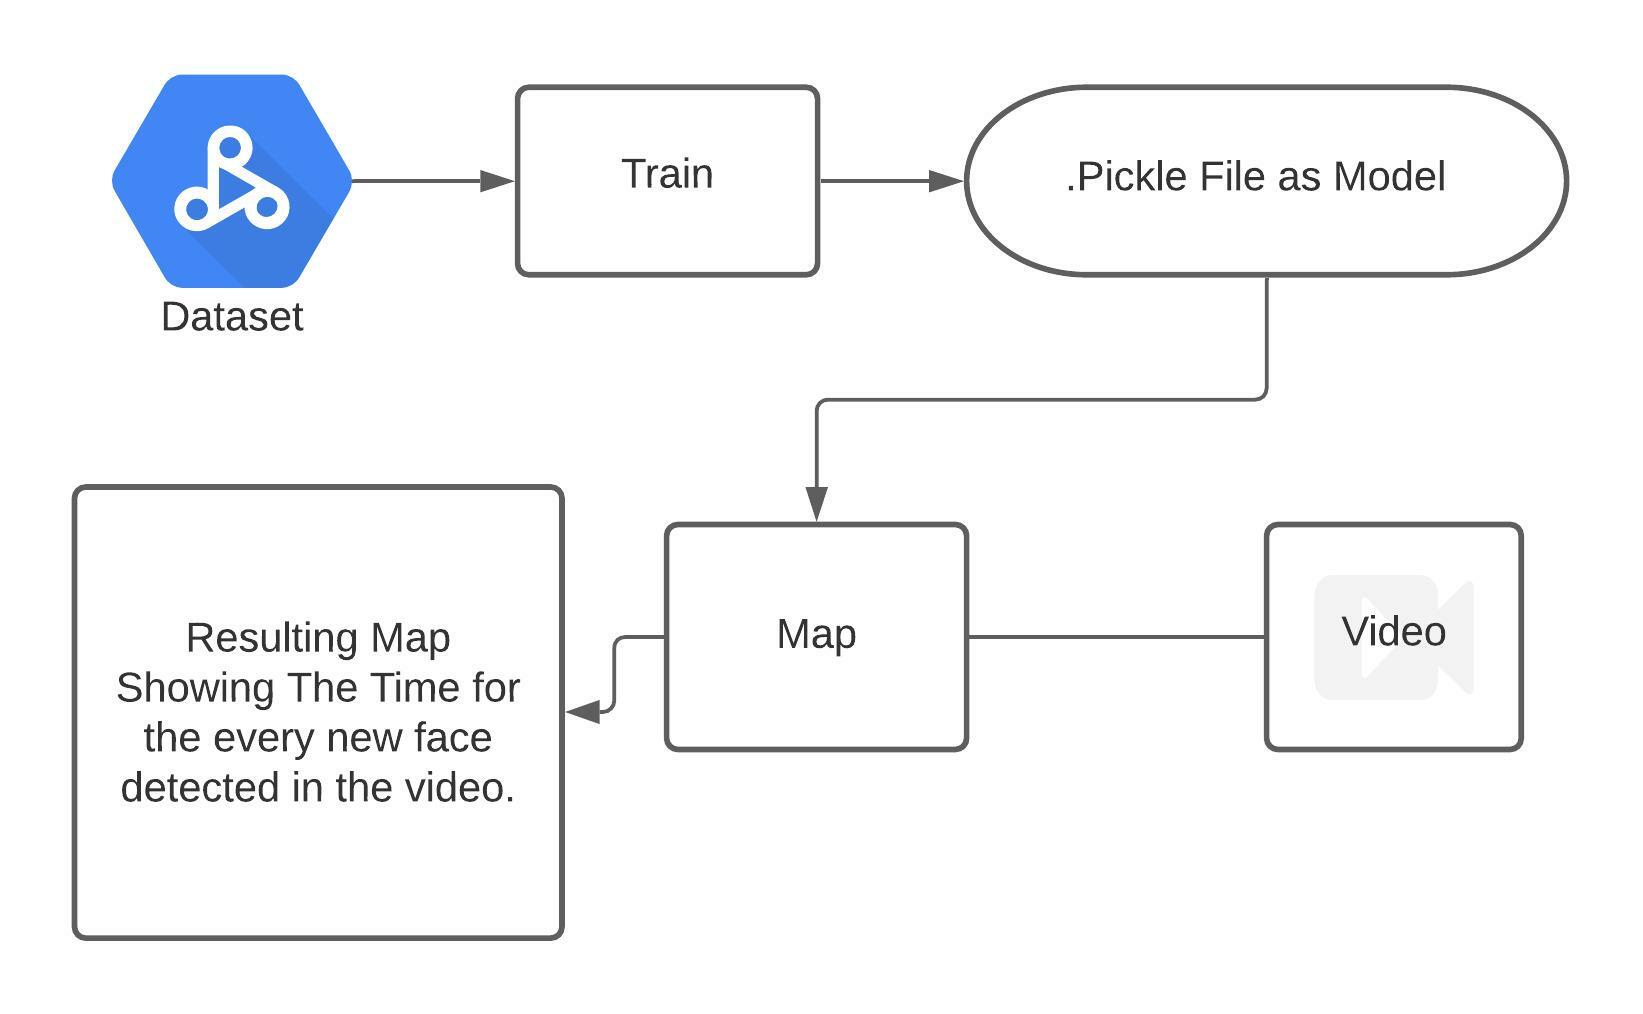 Train
.Pickle File as Model
Dataset
Map
Video
Resulting Map
Showing The Time for
the every new face
detected in the video.